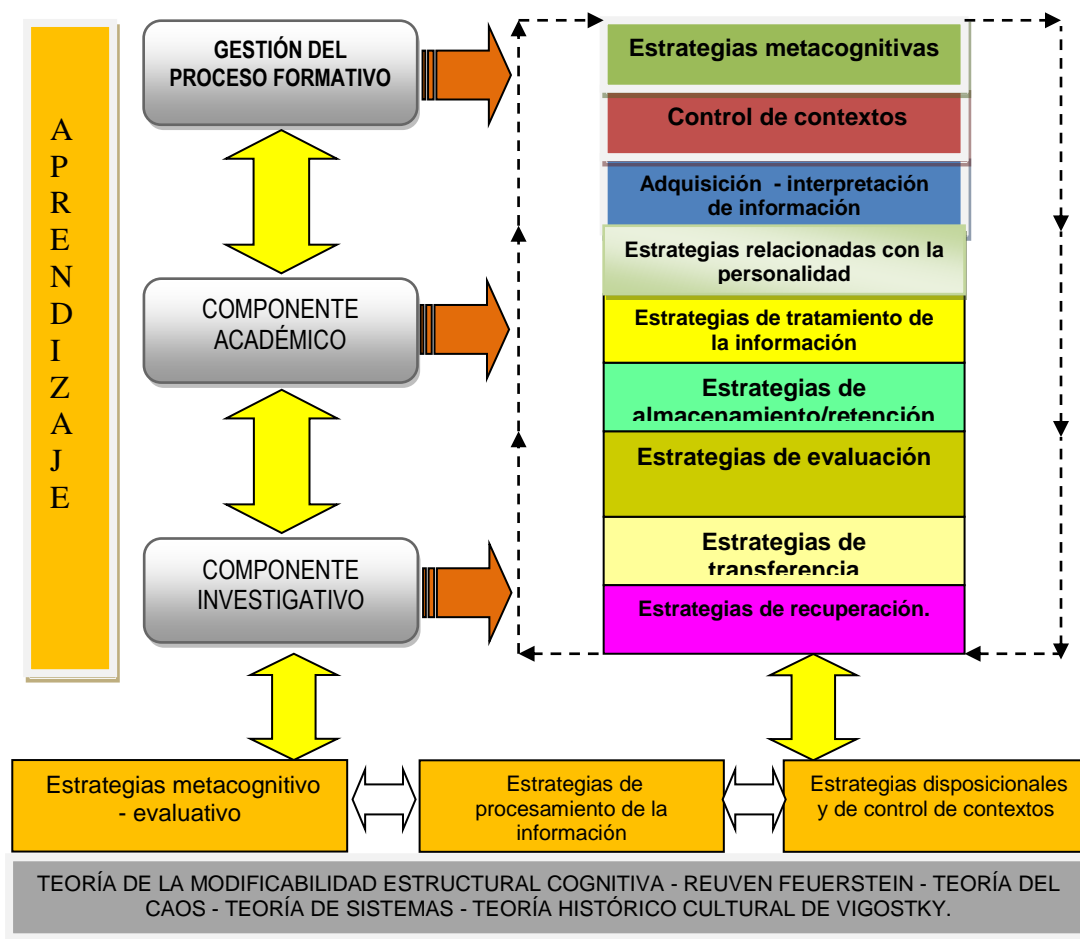 A
P
R
E
N
D
I
Z
A
J
E
GESTIÓN DEL
PROCESO FORMATIVO
COMPONENTE
ACADÉMICO
COMPONENTE
INVESTIGATIVO
Estrategias metacognitivas
Control de contextos
Adquisición - interpretación
de información
Estrategias relacionadas con la
personalidad
Estrategias de tratamiento de
la información
Estrategias de
almacenamiento/retención
Estrategias de evaluación
Estrategias de
transferencia
Estrategias de recuperación.
Estrategias metacognitivo
- evaluativo
Estrategias de
procesamiento de la
información
Estrategias disposicionales
y de control de contextos
TEORÍA DE LA MODIFICABILIDAD ESTRUCTURAL COGNITIVA - REUVEN FEUERSTEIN - TEORÍA DEL
CAOS - TEORÍA DE SISTEMAS - TEORÍA HISTÓRICO CULTURAL DE VIGOSTKY.